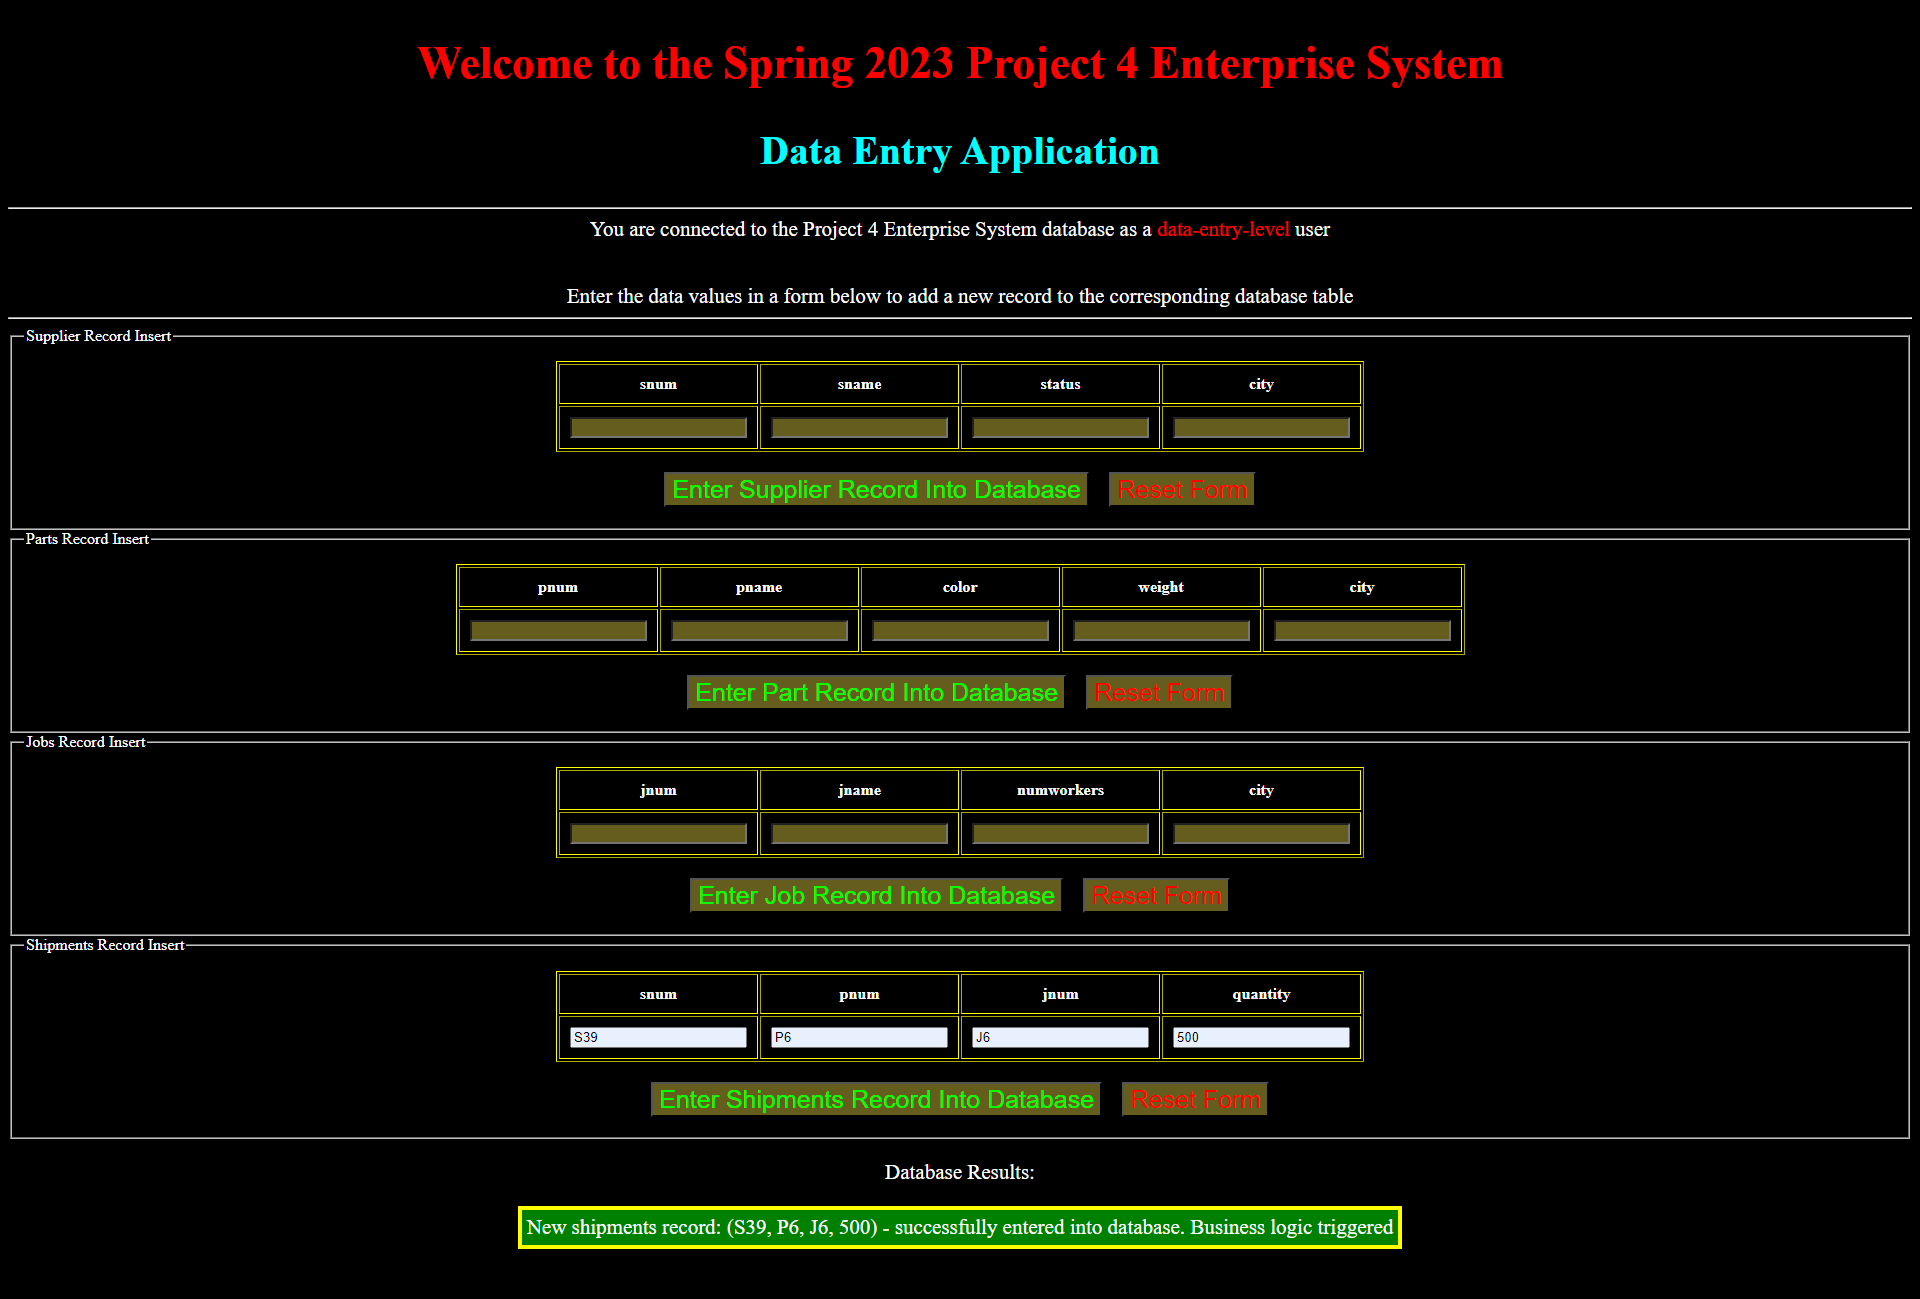 Welcome to the Spring 2023 Project 4 Enterprise System
Data Entry Application
You are connected to the Project 4 Enterprise System database as a data-entry-level user
Enter the data values in a form below to add a new record to the corresponding database table
Supplier Record Insert
snum sname status city
Enter Supplier Record Into Database Reset Form
Parts Record Insert
pnum pname color weight city
Enter Part Record Into Database Reset Form
Jobs Record Insert
jnum jname numworkers city
Enter Job Record Into Database Reset Form
Shipments Record Insert
snum pnum jnum quantity
S39 P6 J6 500
Enter Shipments Record Into Database Reset Form
Database Results:
New shipments record: (S39, P6, J6, 500) - successfully entered into database. Business logic triggered